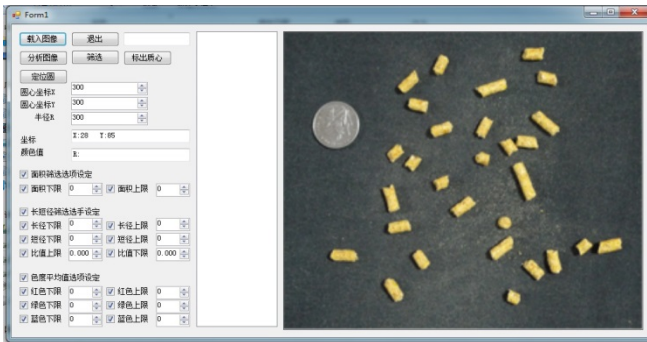 Form1
载入图像 退出
分析图像 筛选 标出质心
定位圆
圆心坐标X 300
圆心坐标Y 300
半径R 300
坐标 X:28 Y:85
颜色值 R:
面积筛选选项设定
面积下限 0 面积上限 0
长短径筛选选手设定
长径下限 0 长径上限 0
短径下限 0 短径上限 0
比值上限 0.000 比值下限 0.000
色度平均值选项设定
红色下限 0 红色上限 0
绿色下限 0 绿色上限 0
蓝色下限 0 蓝色上限 0